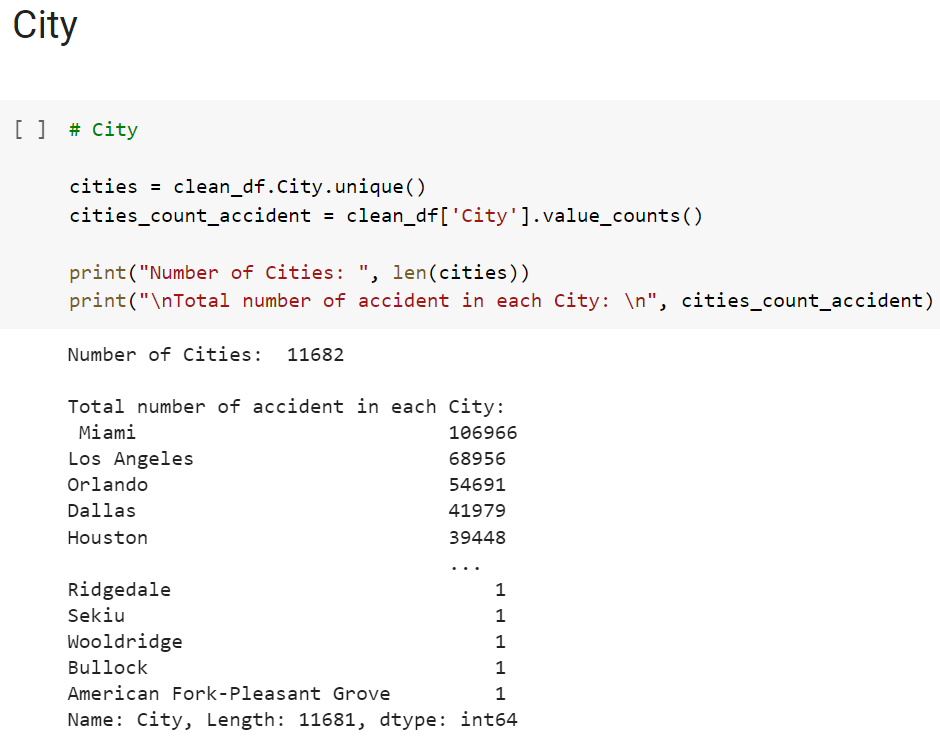 City
[ ] # City
cities = clean_df.City.unique()
cities_count_accident = clean_df['City'].value_counts()
print("Number of Cities: ", len(cities))
print("\nTotal number of accident in each City: \n", cities_count_accident)
Number of Cities:  11682
Total number of accident in each City:
 Miami                           106966
Los Angeles                      68956
Orlando                          54691
Dallas                           41979
Houston                          39448
                                 ...
Ridgedale                            1
Sekiu                                1
Wooldridge                           1
Bullock                              1
American Fork-Pleasant Grove         1
Name: City, Length: 11681, dtype: int64